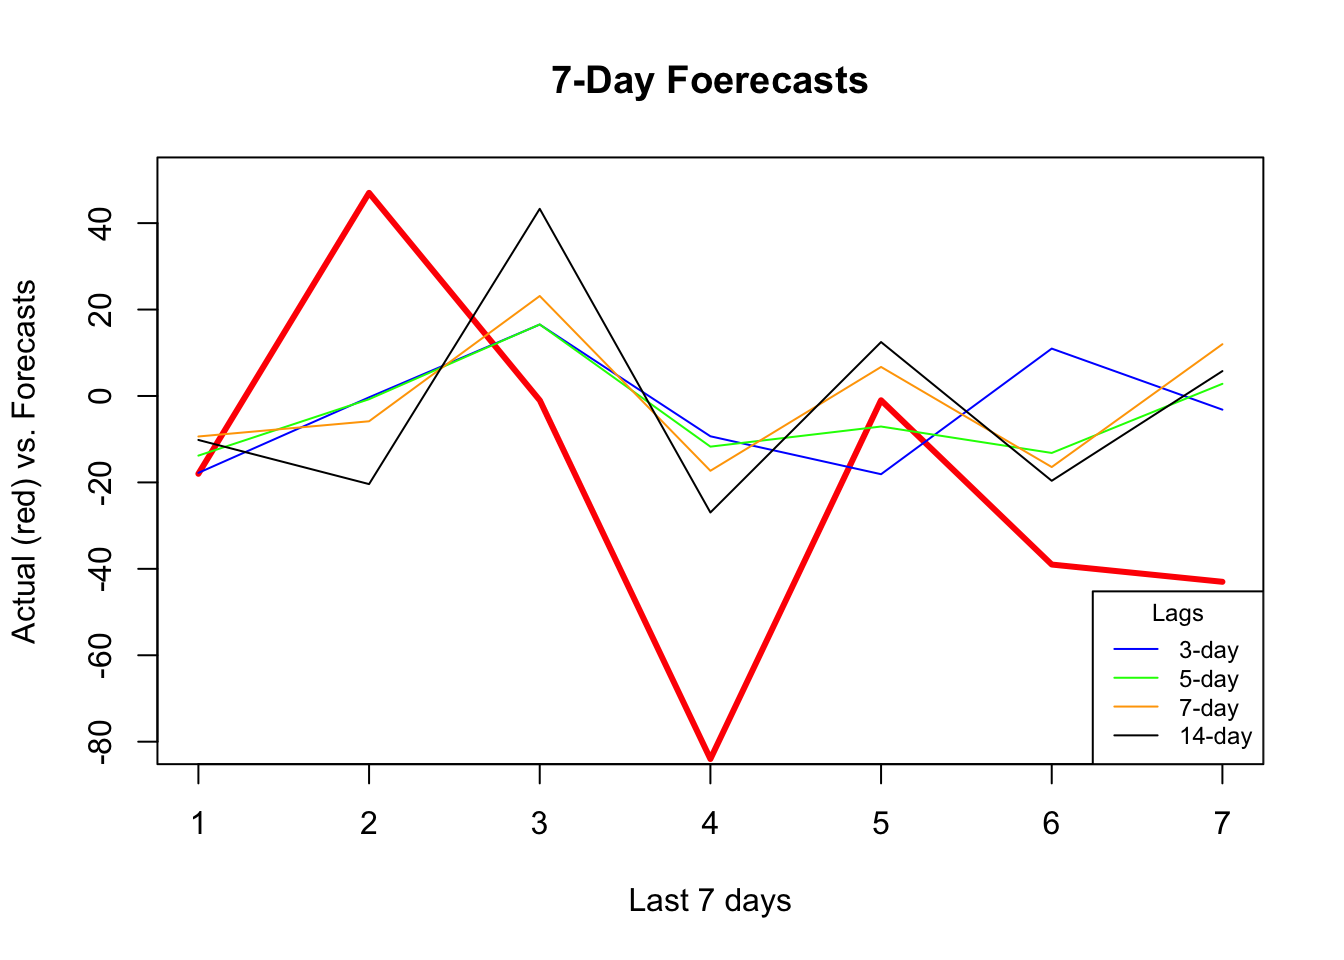 7-Day Foerecasts
Actual (red) vs. Forecasts
40
20
0
-20
-40
-60
-80
1 2 3 4 5 6 7
Last 7 days
Lags
3-day
5-day
7-day
14-day